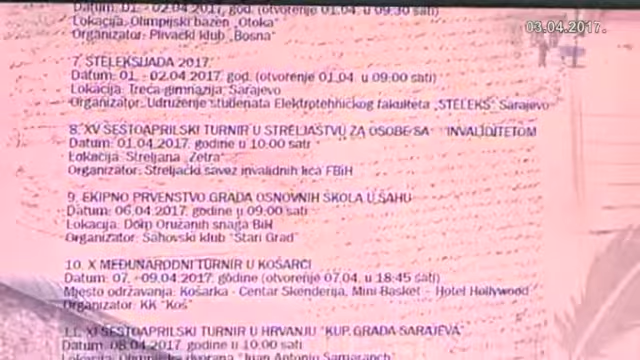 Datum: 01. - 02.04.2017. god. (otvorenje 01.04. u 09:30 sati)
03.04.2017.
Lokacija: Olimpijski bazen „Otoka"
Organizator: Plivački klub „Bosna"
7. STELEKSIJADA 2017.
Datum: 01. - 02.04.2017. god. (otvorenje 01.04. u 09:00 sati)
Lokacija: Treća gimnazija, Sarajevo
Organizator: Udruženje studenata Elektrotehničkog fakulteta „STELEKS" Sarajevo
8. XV ŠESTOAPRILSKI TURNIR U STRELJAŠTVU ZA OSOBE SA INVALIDITETOM
Datum: 01.04.2017. godine u 10:00 sati
Lokacija: Streljana „Zetra"
Organizator: Streljački savez invalidnih lica FBiH
9. EKIPNO PRVENSTVO GRADA OSNOVNIH ŠKOLA U ŠAHU
Datum: 06.04.2017. godine u 09:00 sati
Lokacija: Dom Oružanih snaga BiH
Organizator: Šahovski klub "Stari Grad"
10. X MEĐUNARODNI TURNIR U KOŠARCI
Datum: 07. - 09.04.2017. godine (otvorenje 07.04. u 18:45 sati)
Mjesto održavanja: Košarka - Centar Skenderija, Mini Basket – Hotel Hollywood
Organizator: KK "Koš"
11. XI ŠESTOAPRILSKI TURNIR U HRVANJU "KUP GRADA SARAJEVA"
Datum: 08.04.2017. godine u 10:00 sati
Lokacija: Olimpijska dvorana "Juan Antonio Samaranch"